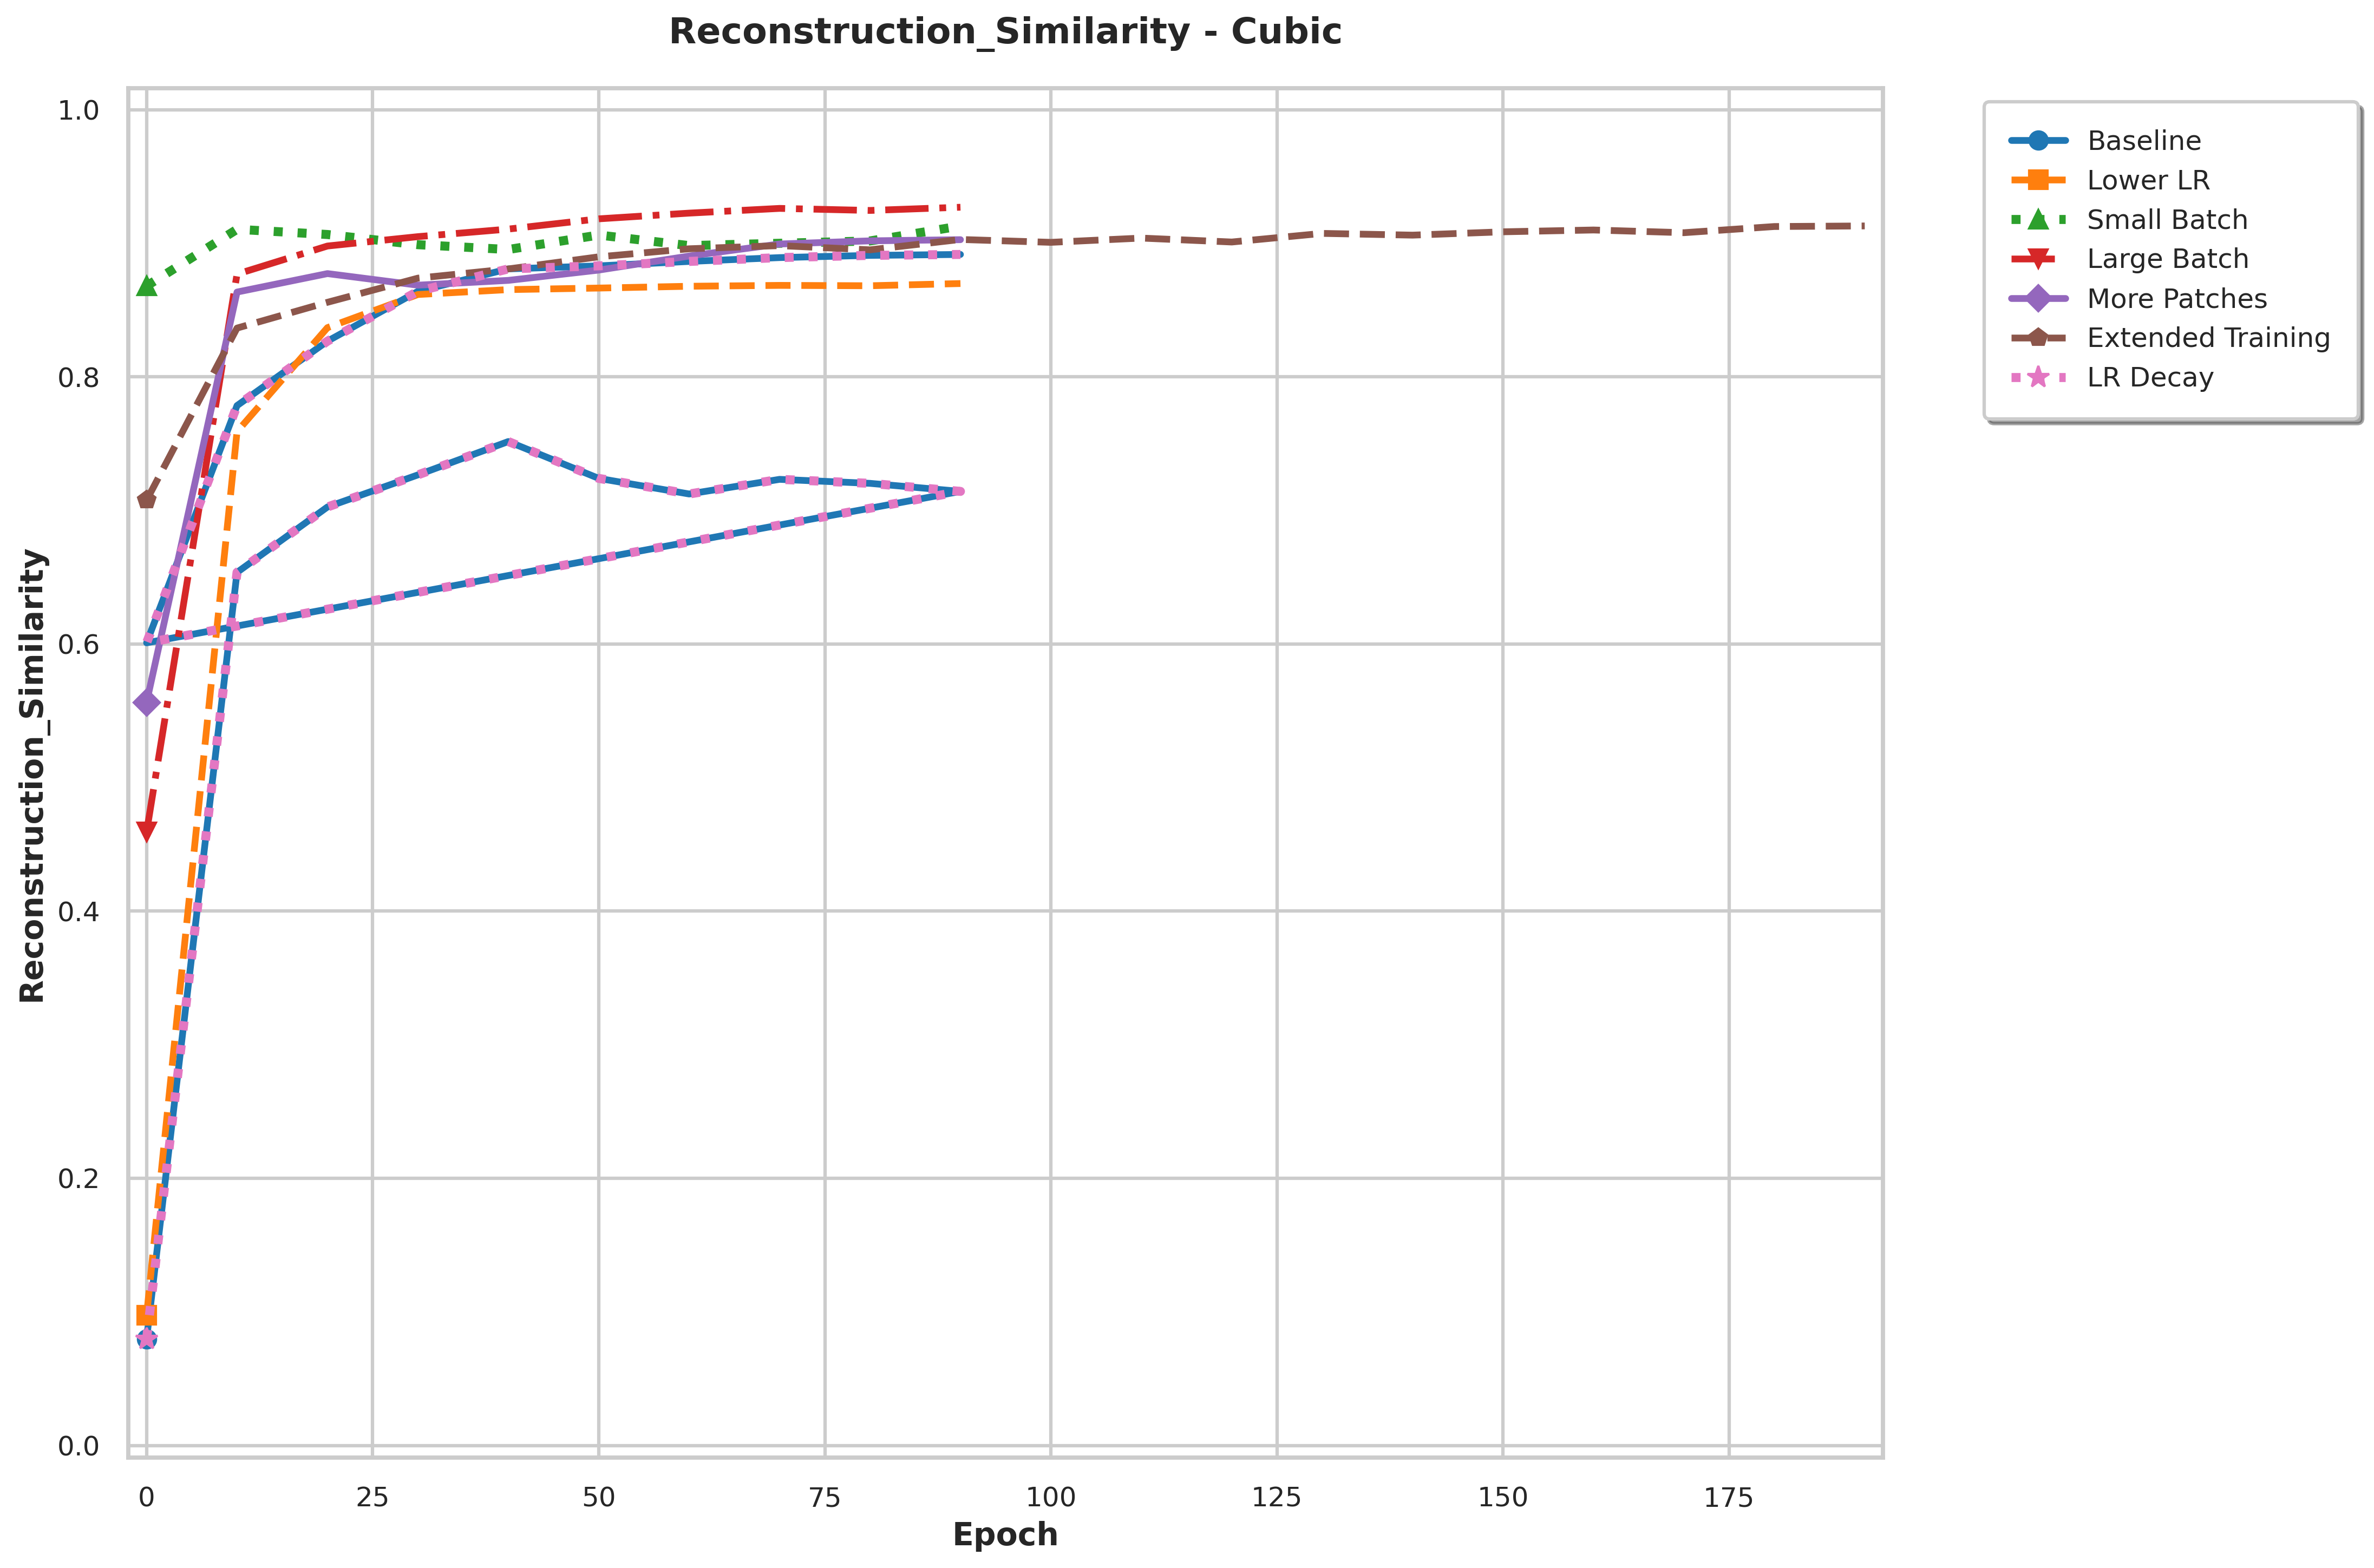 Reconstruction_Similarity - Cubic
Reconstruction_Similarity
1.0
0.8
0.6
0.4
0.2
0.0
0
25
50
75
100
125
150
175
Epoch
Baseline
Lower LR
Small Batch
Large Batch
More Patches
Extended Training
LR Decay